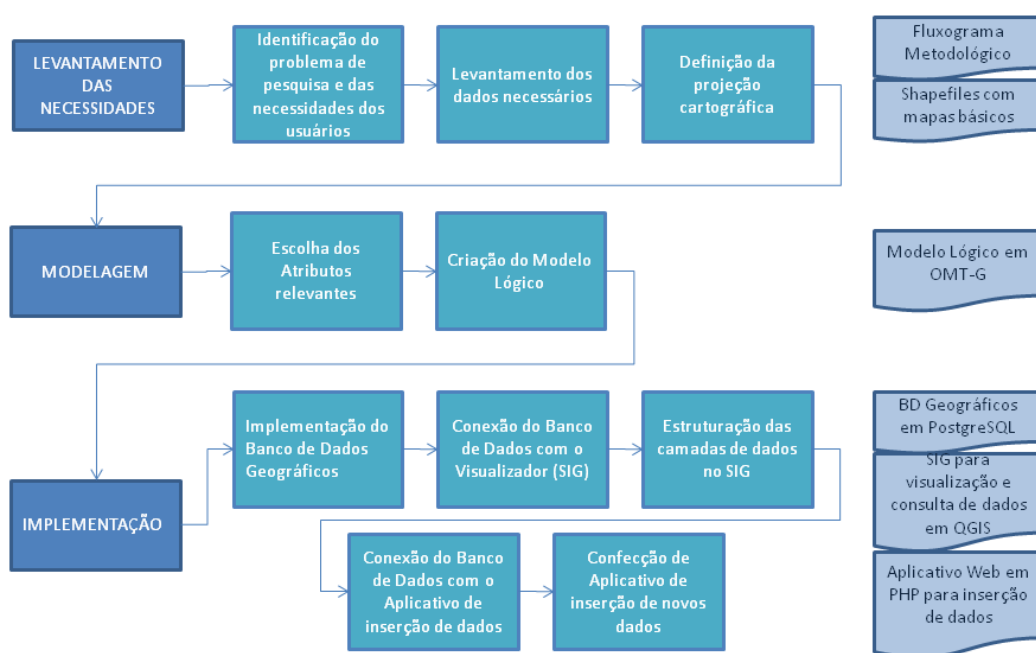 LEVANTAMENTO
DAS
NECESSIDADES
Identificação do
problema de
pesquisa e das
necessidades dos
usuários
Levantamento dos
dados necessários
Definição da
projeção
cartográfica
Fluxograma
Metodológico
Shapefiles com
mapas básicos
MODELAGEM
Escolha dos
Atributos
relevantes
Criação do Modelo
Lógico
Modelo Lógico em
OMT-G
IMPLEMENTAÇÃO
Implementação do
Banco de Dados
Geográficos
Conexão do Banco
de Dados com o
Visualizador (SIG)
Estruturação das
camadas de dados
no SIG
Conexão do Banco
de Dados com o
Aplicativo de
inserção de dados
Confecção de
Aplicativo de
inserção de novos
dados
BD Geográficos
em PostgreSQL
SIG para
visualização e
consulta de dados
em QGIS
Aplicativo Web em
PHP para inserção
de dados